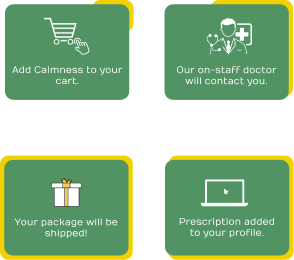 Add Calmness to your
cart.
Our on-staff doctor
will contact you.
Your package will be
shipped!
Prescription added
to your profile.